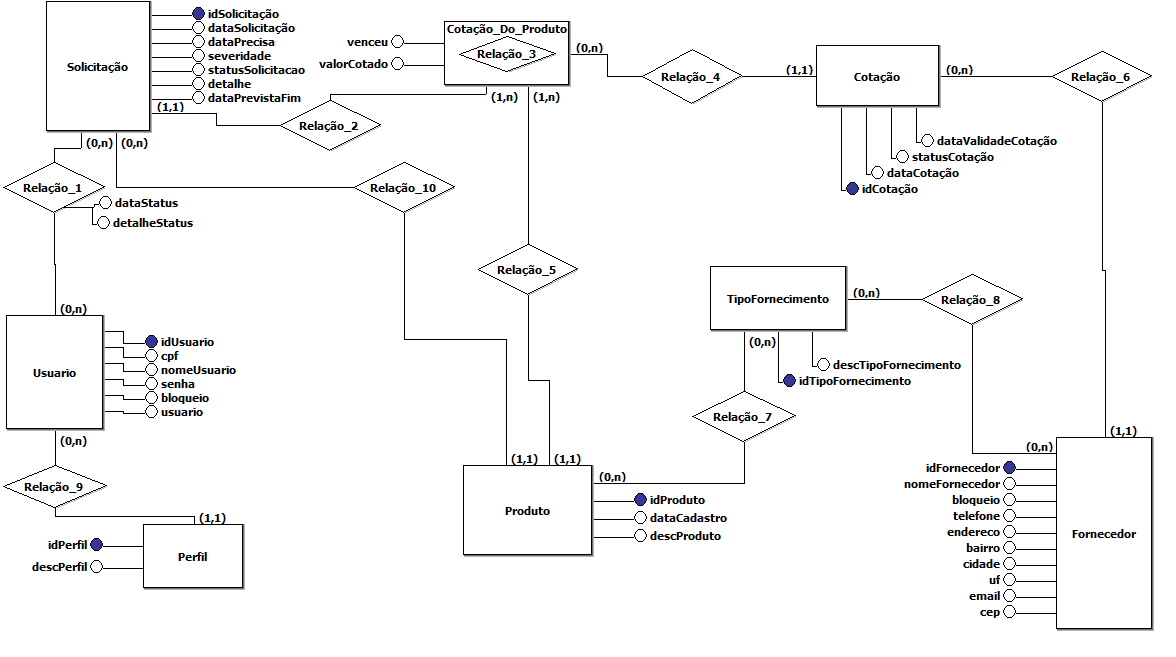 Solicitação
idSolicitação
dataSolicitação
dataPrecisa
severidade
statusSolicitacao
detalhe
dataPrevistaFim
(1,1)
(0,n)
(0,n)
Relação_2
venceu
valorCotado
Cotação_Do_Produto
Relação_3
(0,n)
(1,n)
(1,n)
Relação_4
(1,1)
Cotação
(0,n)
Relação_6
dataValidadeCotação
statusCotação
dataCotação
idCotação
Relação_1
dataStatus
detalheStatus
Relação_10
Relação_5
TipoFornecimento
(0,n)
Relação_8
(0,n)
descTipoFornecimento
idTipoFornecimento
Relação_7
(0,n)
Usuario
idUsuario
cpf
nomeUsuario
senha
bloqueio
usuario
(0,n)
Relação_9
(1,1)
idPerfil
descPerfil
Perfil
(1,1)
(1,1)
(0,n)
Produto
idProduto
dataCadastro
descProduto
(1,1)
(0,n)
idFornecedor
nomeFornecedor
bloqueio
telefone
endereco
bairro
cidade
uf
email
cep
Fornecedor